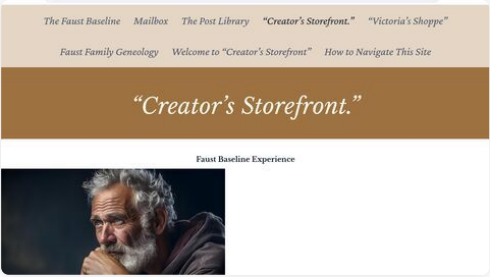 The Faust Baseline Mailbox The Post Library “Creator’s Storefront.” “Victoria’s Shoppe”
Faust Family Geneology Welcome to “Creator’s Storefront” How to Navigate This Site
“Creator’s Storefront.”
Faust Baseline Experience